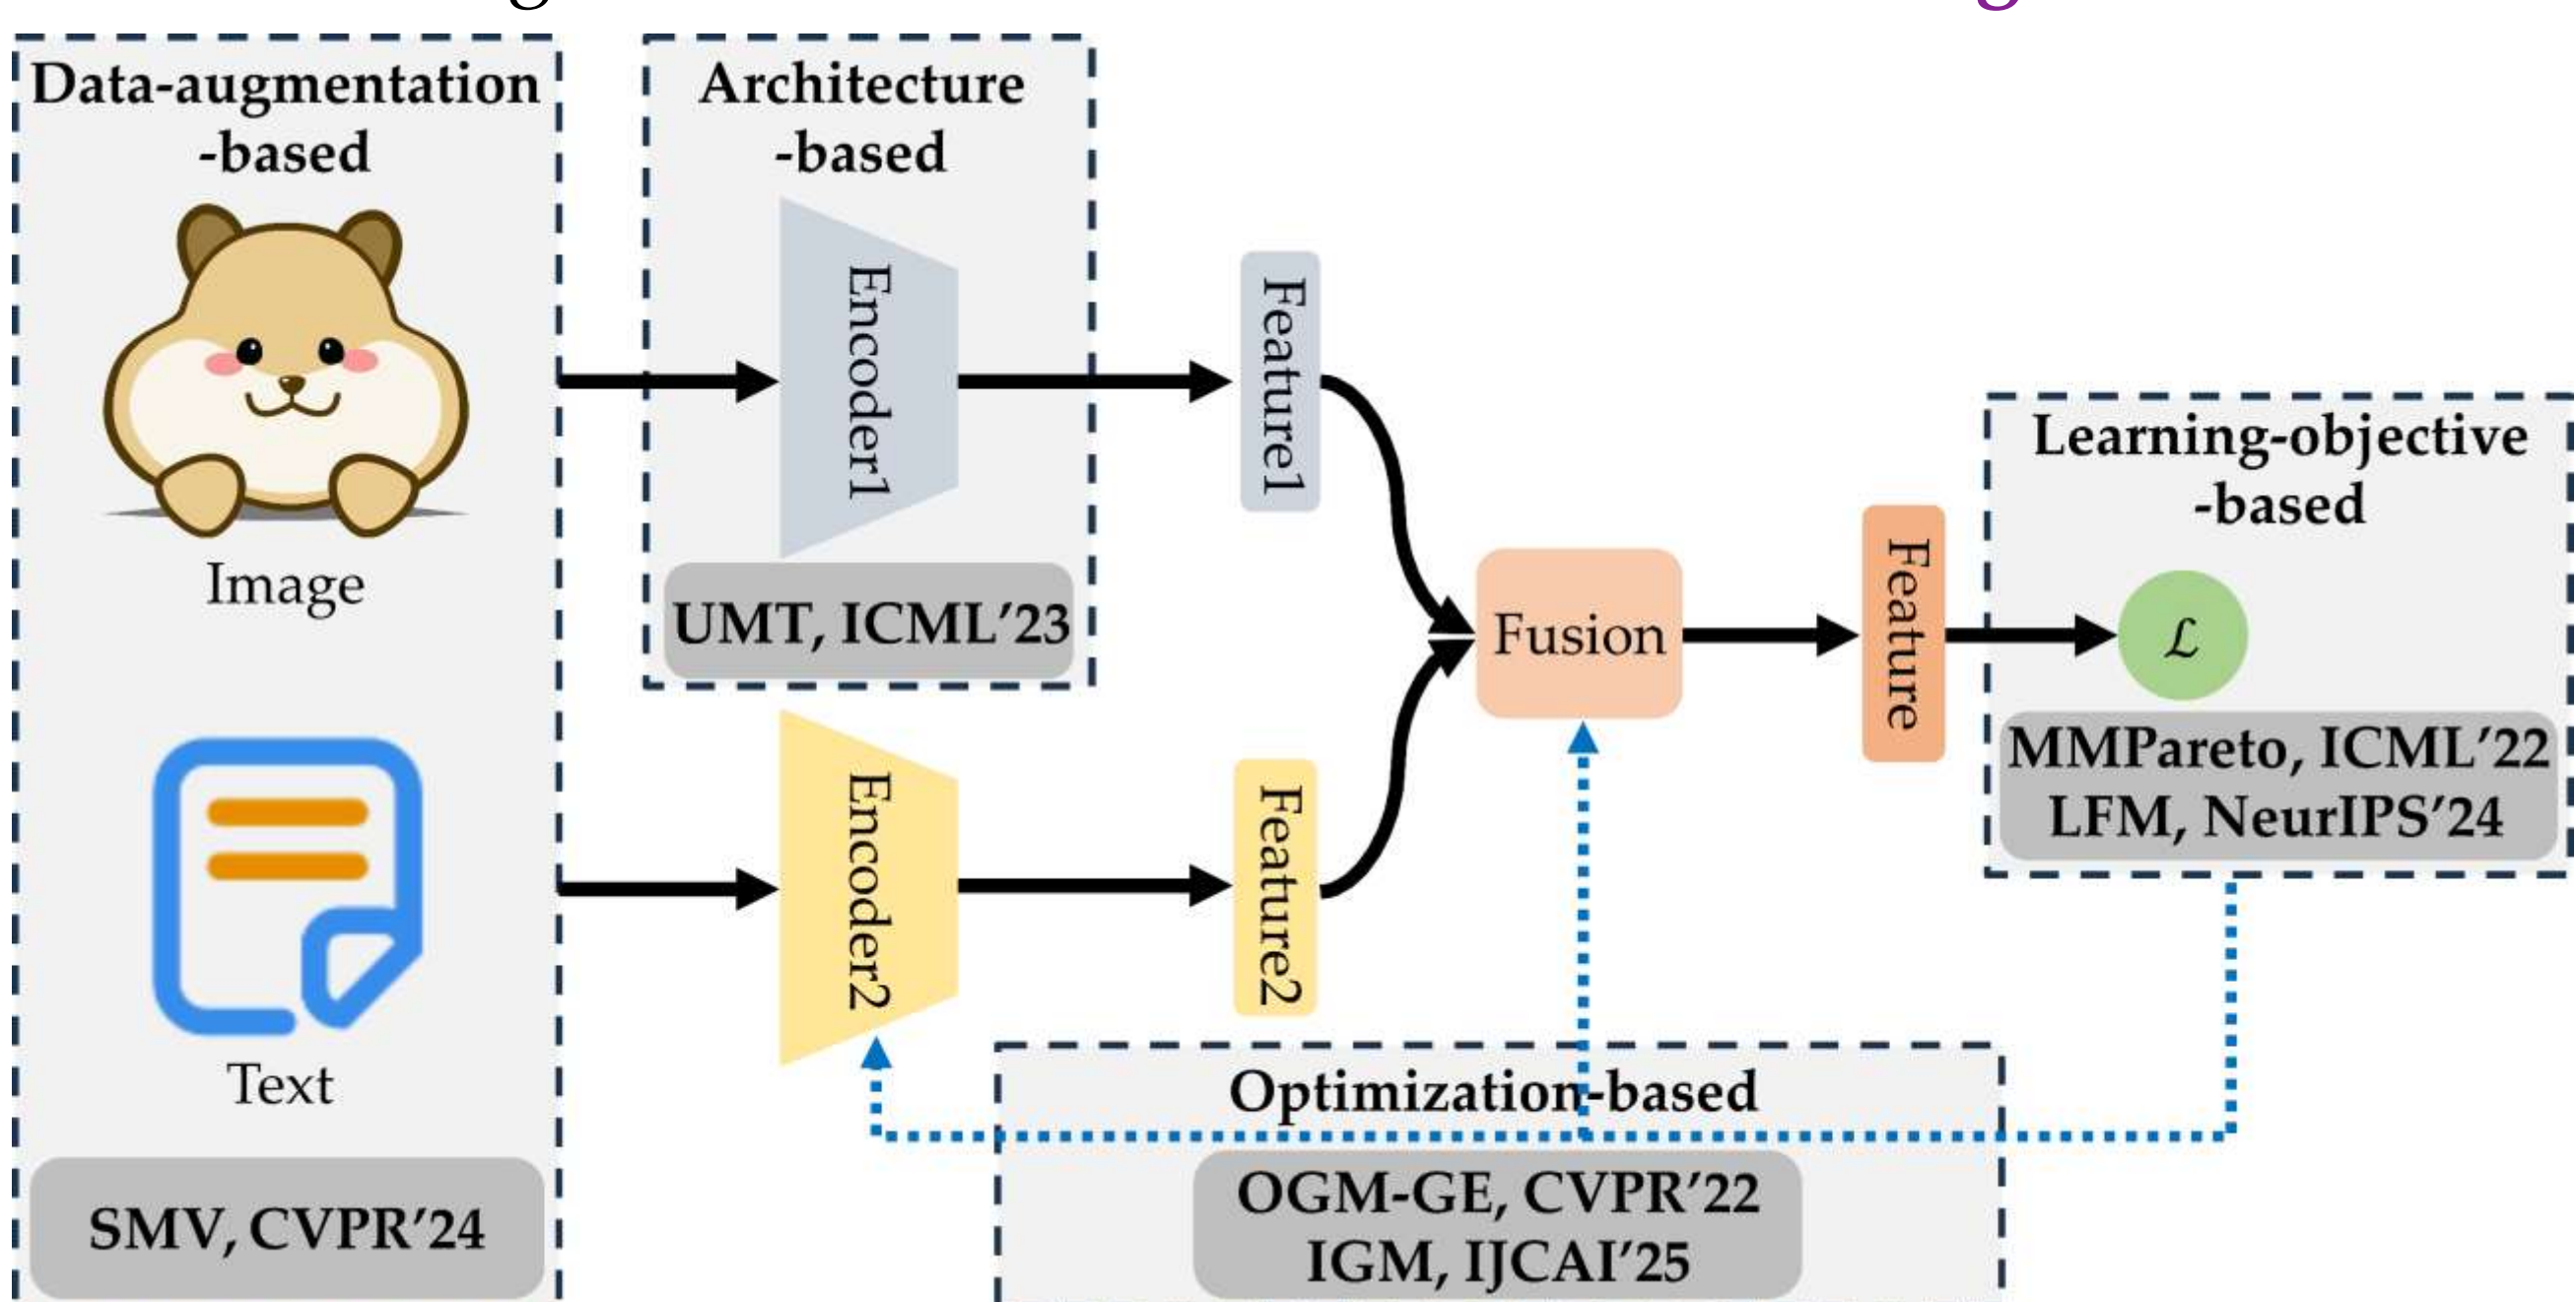 Data-augmentation
-based
Image
Text
SMV, CVPR’24
Architecture
-based
Encoder1
UMT, ICML’23
Encoder2
Feature1
Feature2
Fusion
Feature
Learning-objective
-based
ℒ
MMPareto, ICML’22
LFM, NeurIPS’24
Optimization-based
OGM-GE, CVPR’22
IGM, IJCAI’25